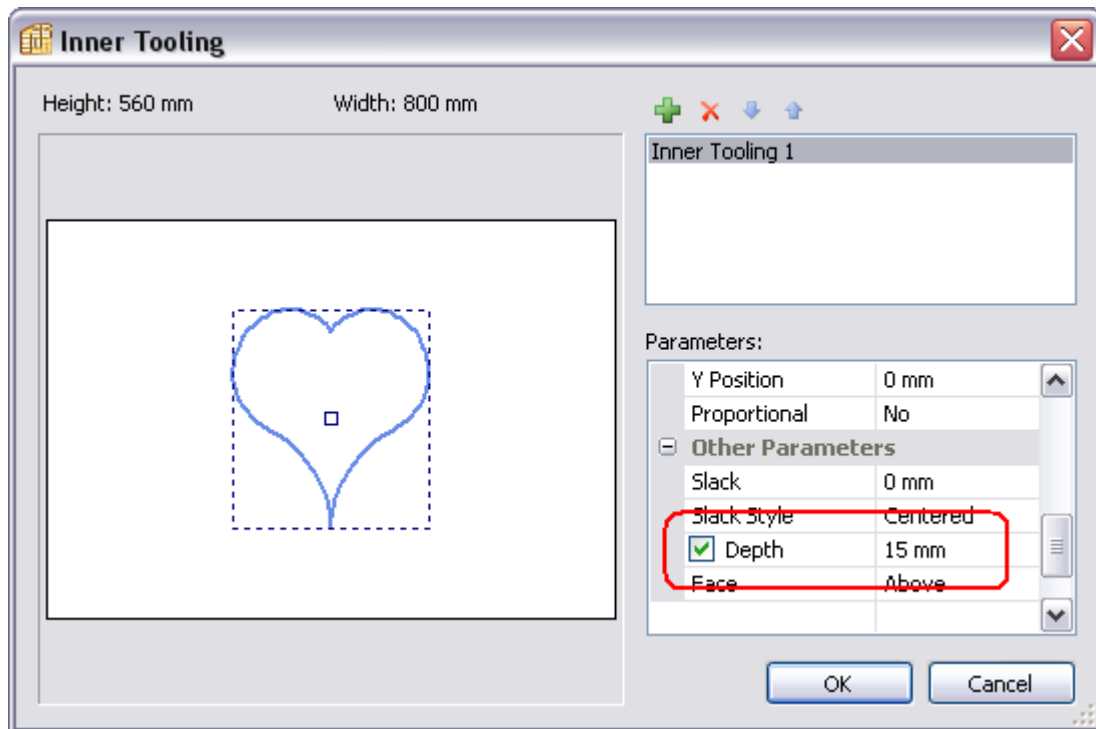 Inner Tooling
Height: 560 mm Width: 800 mm
Inner Tooling 1
Parameters:
Y Position 0 mm
Proportional No
Other Parameters
Slack 0 mm
Slack Style Centered
Depth 15 mm
Face Above
OK Cancel